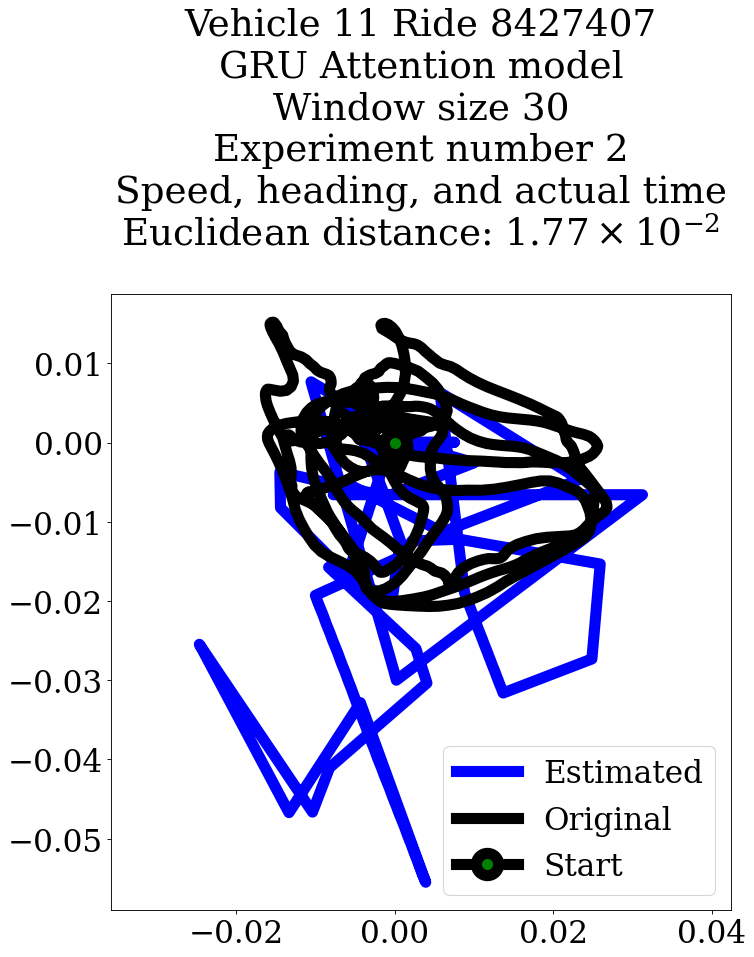 Vehicle 11 Ride 8427407
GRU Attention model
Window size 30
Experiment number 2
Speed, heading, and actual time
Euclidean distance: 1.77 × 10⁻²
0.01
0.00
−0.01
−0.02
−0.03
−0.04
−0.05
Estimated
Original
Start
−0.02 0.00 0.02 0.04